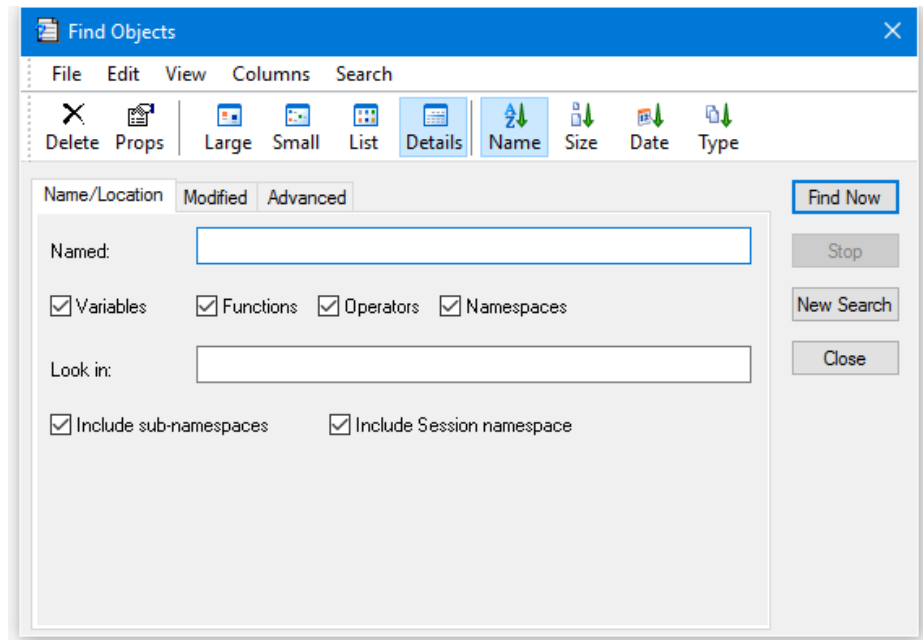 Find Objects
File Edit View Columns Search
Delete Props Large Small List Details Name Size Date Type
Name/Location Modified Advanced
Find Now
Named:
Stop
Variables Functions Operators Namespaces
New Search
Look in:
Close
Include sub-namespaces Include Session namespace